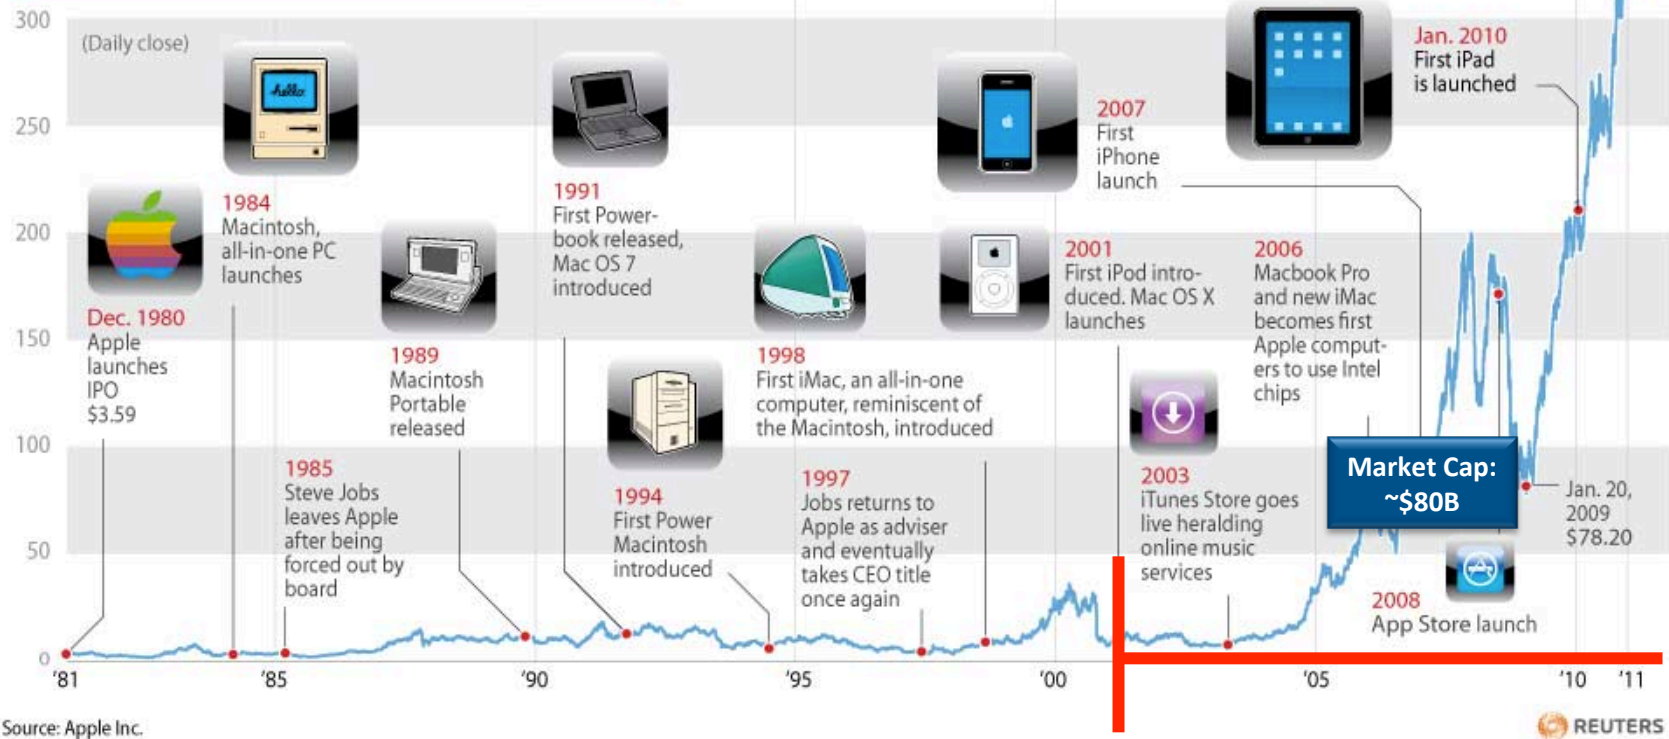 300
(Daily close)
250
200
150
100
50
0
'81
'85
'90
'95
'00
'05
'10
'11
Dec. 1980
Apple
launches
IPO
$3.59
hello
1984
Macintosh,
all-in-one PC
launches
1985
Steve Jobs
leaves Apple
after being
forced out by
board
1989
Macintosh
Portable
released
1991
First Power-
book released,
Mac OS 7
introduced
1994
First Power
Macintosh
introduced
1997
Jobs returns to
Apple as adviser
and eventually
takes CEO title
once again
1998
First iMac, an all-in-one
computer, reminiscent of
the Macintosh, introduced
2001
First iPod intro-
duced. Mac OS X
launches
2003
iTunes Store goes
live heralding
online music
services
2006
Macbook Pro
and new iMac
becomes first
Apple comput-
ers to use Intel
chips
2007
First
iPhone
launch
2008
App Store launch
Market Cap:
~$80B
Jan. 20,
2009
$78.20
Jan. 2010
First iPad
is launched
Source: Apple Inc.
REUTERS